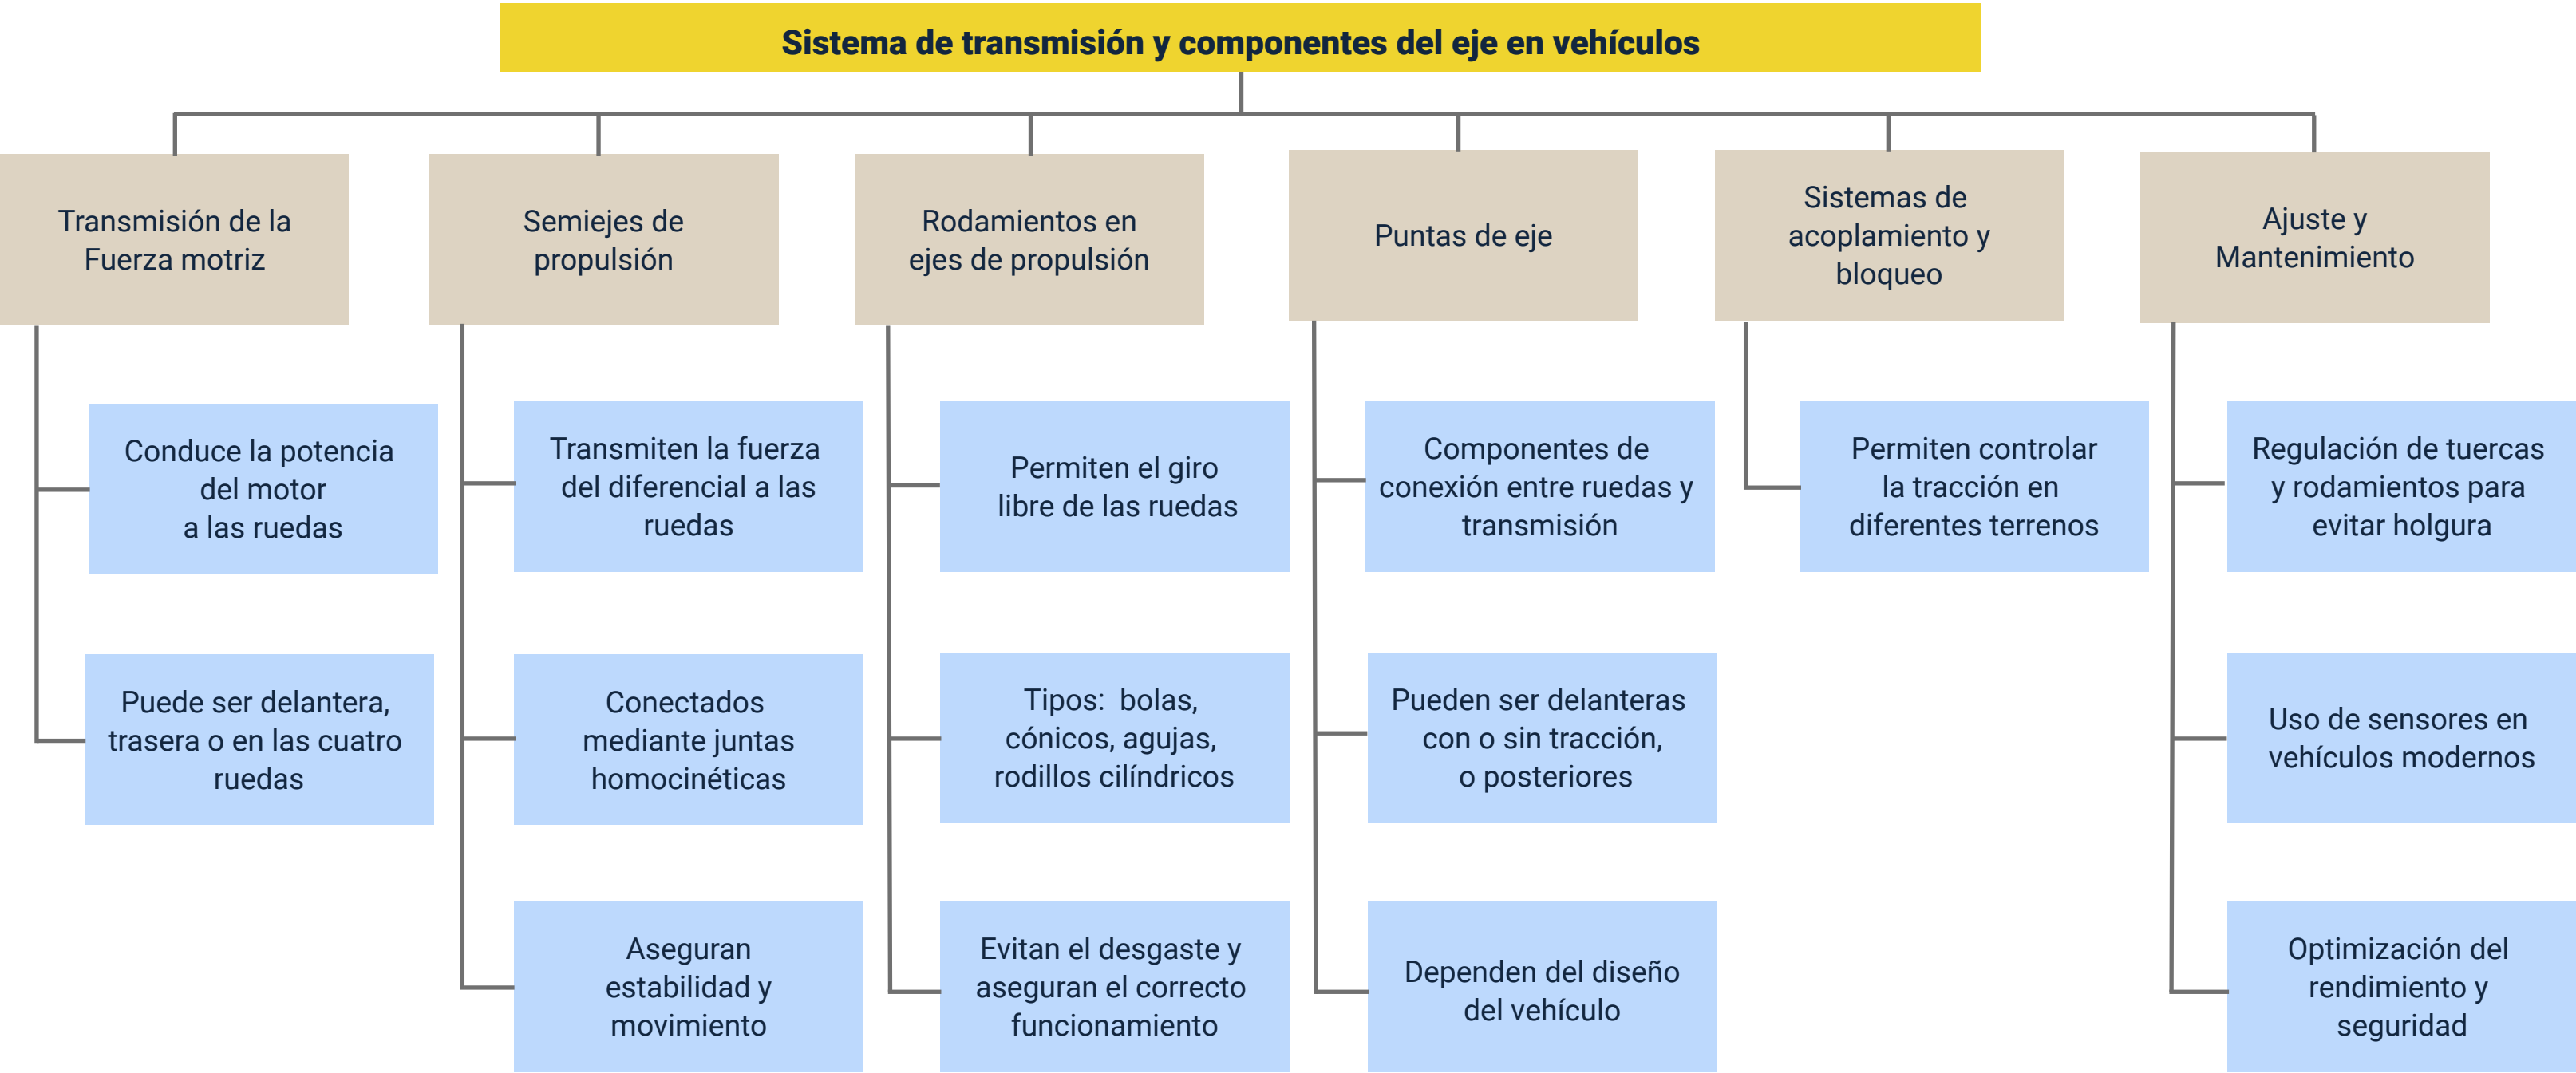 Sistema de transmisión y componentes del eje en vehículos
Transmisión de la
Fuerza motriz
Conduce la potencia
del motor
a las ruedas
Puede ser delantera,
trasera o en las cuatro
ruedas
Semiejes de
propulsión
Transmiten la fuerza
del diferencial a las
ruedas
Conectados
mediante juntas
homocinéticas
Aseguran
estabilidad y
movimiento
Rodamientos en
ejes de propulsión
Permiten el giro
libre de las ruedas
Tipos: bolas,
cónicos, agujas,
rodillos cilíndricos
Evitan el desgaste y
aseguran el correcto
funcionamiento
Puntas de eje
Componentes de
conexión entre ruedas y
transmisión
Pueden ser delanteras
con o sin tracción,
o posteriores
Dependen del diseño
del vehículo
Sistemas de
acoplamiento y
bloqueo
Permiten controlar
la tracción en
diferentes terrenos
Ajuste y
Mantenimiento
Regulación de tuercas
y rodamientos para
evitar holgura
Uso de sensores en
vehículos modernos
Optimización del
rendimiento y
seguridad